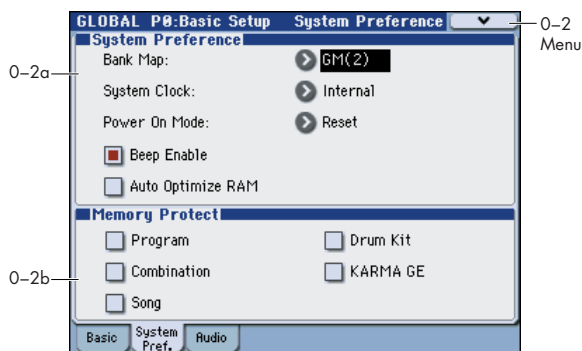 GLOBAL P0:Basic Setup System Preference
0–2 Menu
System Preference
0–2a
Bank Map: GM(2)
System Clock: Internal
Power On Mode: Reset
Beep Enable
Auto Optimize RAM
Memory Protect
Program Drum Kit
0–2b
Combination KARMA GE
Song
Basic System Pref. Audio